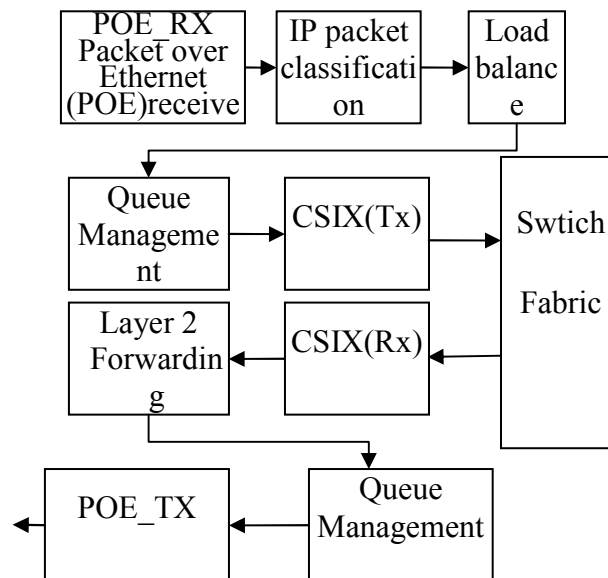 POE_RX
Packet over
Ethernet
(POE)receive
IP packet
classificati
on
Load
balanc
e
Queue
Manageme
nt
CSIX(Tx)
Swtich
Fabric
Layer 2
Forwardin
g
CSIX(Rx)
POE_TX
Queue
Management